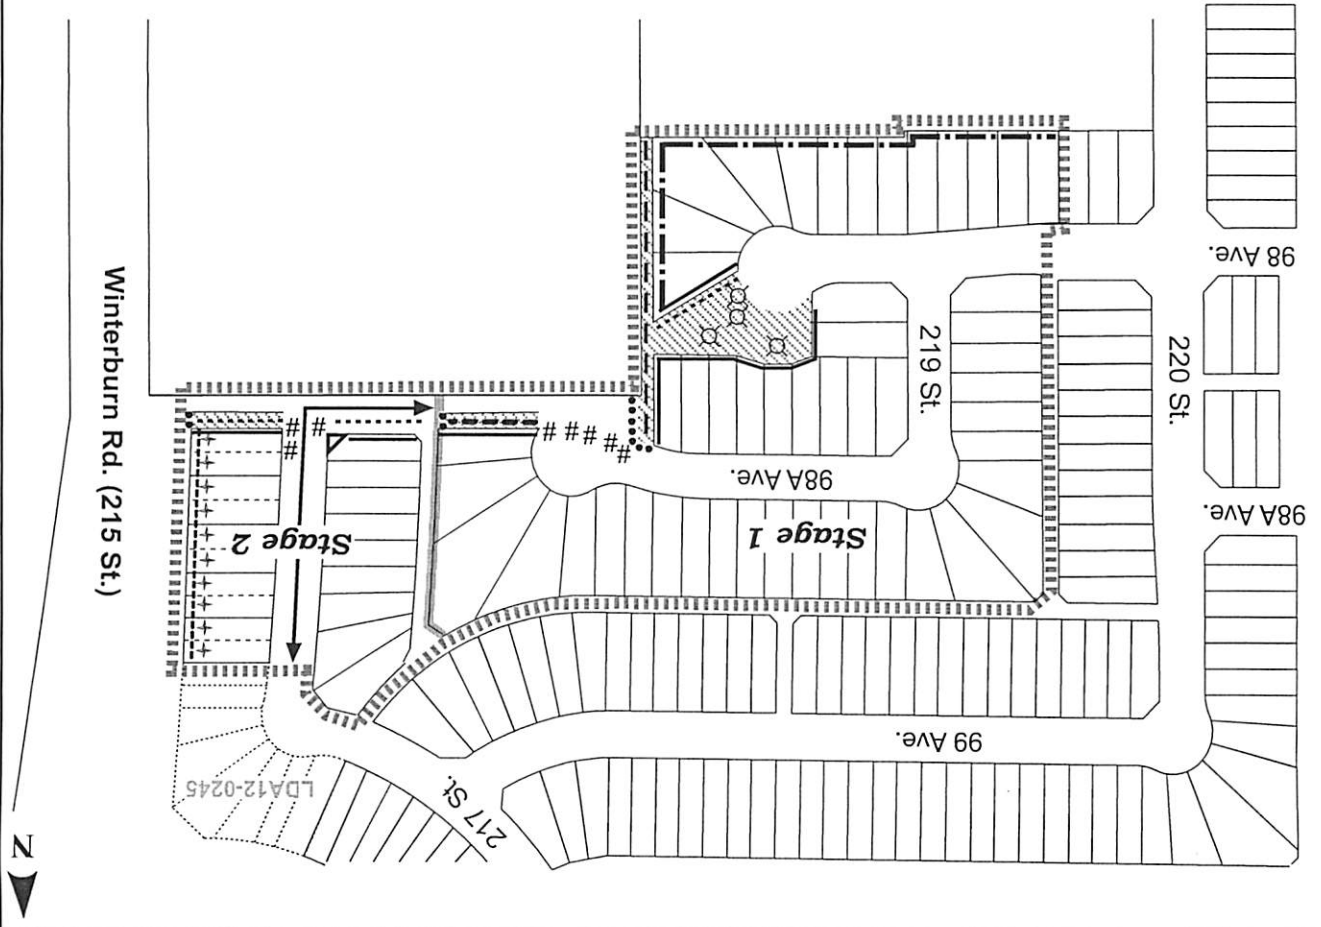 98 Ave.
Winterburn Rd. (215 St.)
219 St.
220 St.
# # # # #
# #
#
98A Ave.
98A Ave.
Stage 2
Stage 1
99 Ave.
LDA12-0245
217 St.
N